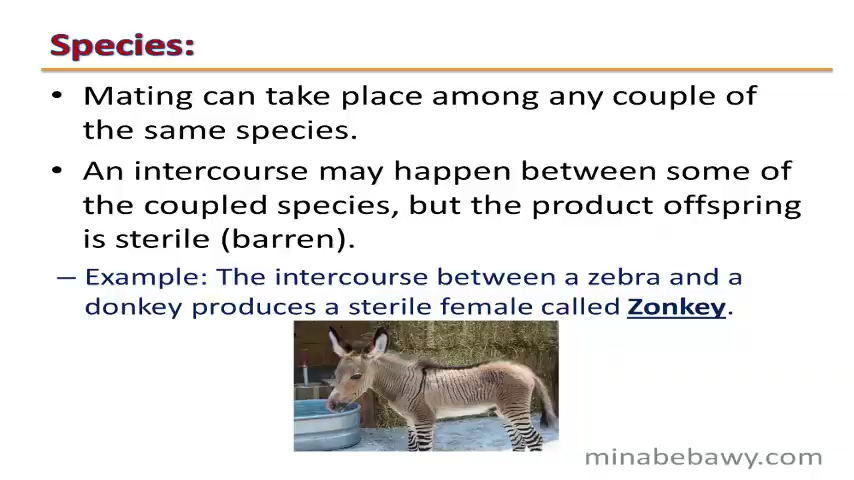 Species:
• Mating can take place among any couple of
the same species.
• An intercourse may happen between some of
the coupled species, but the product offspring
is sterile (barren).
– Example: The intercourse between a zebra and a
donkey produces a sterile female called Zonkey.
minabebawy.com